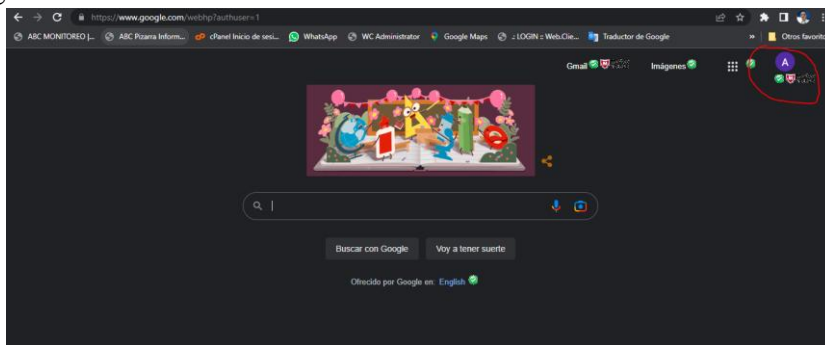 https://www.google.com/webhp?authuser=1
ABC MONITOREO |... ABC Pizarra Inform... cPanel Inicio de sesi... WhatsApp WC Administrator Google Maps .: LOGIN :: Web.Clie... Traductor de Google » Otros favorito
Gmail Imágenes A
Buscar con Google Voy a tener suerte
Ofrecido por Google en: English